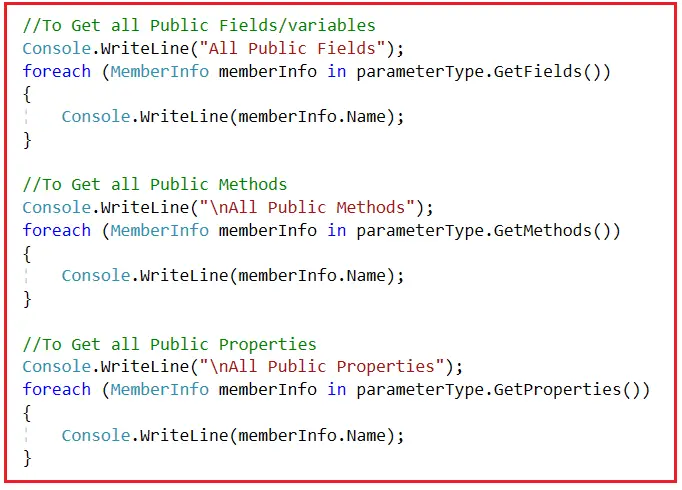 //To Get all Public Fields/variables
Console.WriteLine("All Public Fields");
foreach (MemberInfo memberInfo in parameterType.GetFields())
{
    Console.WriteLine(memberInfo.Name);
}

//To Get all Public Methods
Console.WriteLine("\nAll Public Methods");
foreach (MemberInfo memberInfo in parameterType.GetMethods())
{
    Console.WriteLine(memberInfo.Name);
}

//To Get all Public Properties
Console.WriteLine("\nAll Public Properties");
foreach (MemberInfo memberInfo in parameterType.GetProperties())
{
    Console.WriteLine(memberInfo.Name);
}